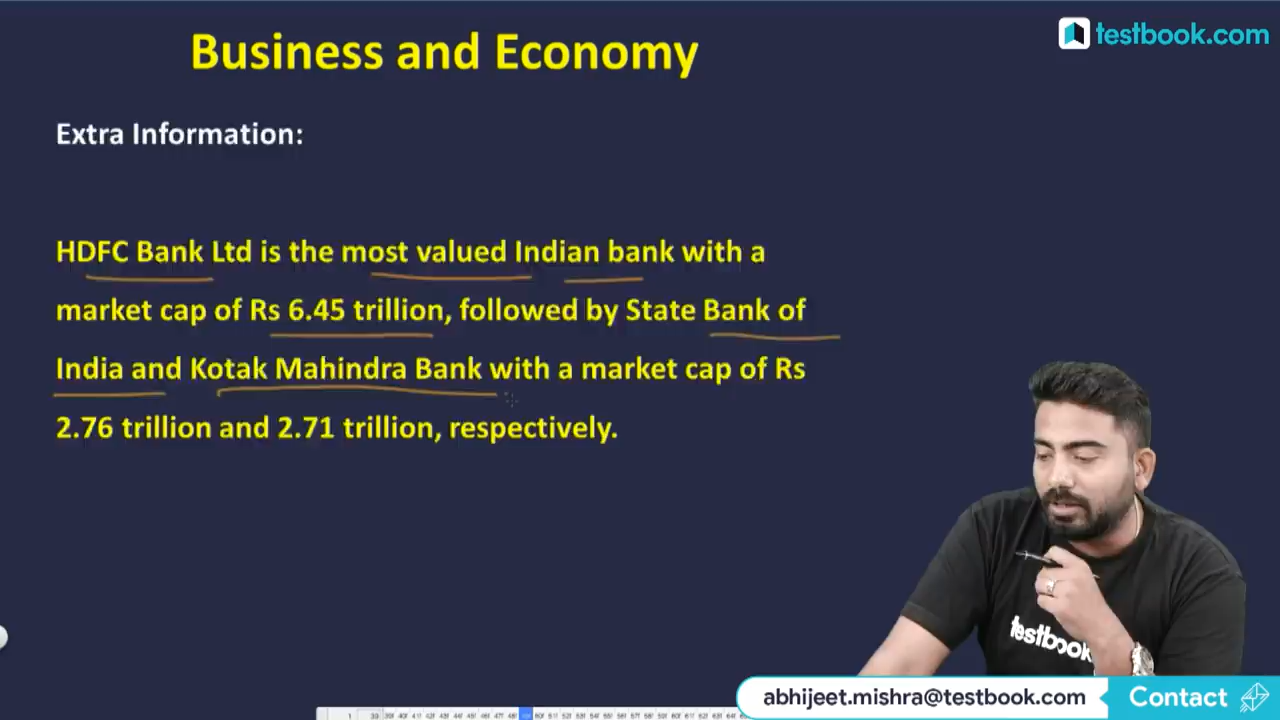 Business and Economy
testbook.com
Extra Information:
HDFC Bank Ltd is the most valued Indian bank with a
market cap of Rs 6.45 trillion, followed by State Bank of
India and Kotak Mahindra Bank with a market cap of Rs
2.76 trillion and 2.71 trillion, respectively.
testbook
abhijeet.mishra@testbook.com
Contact